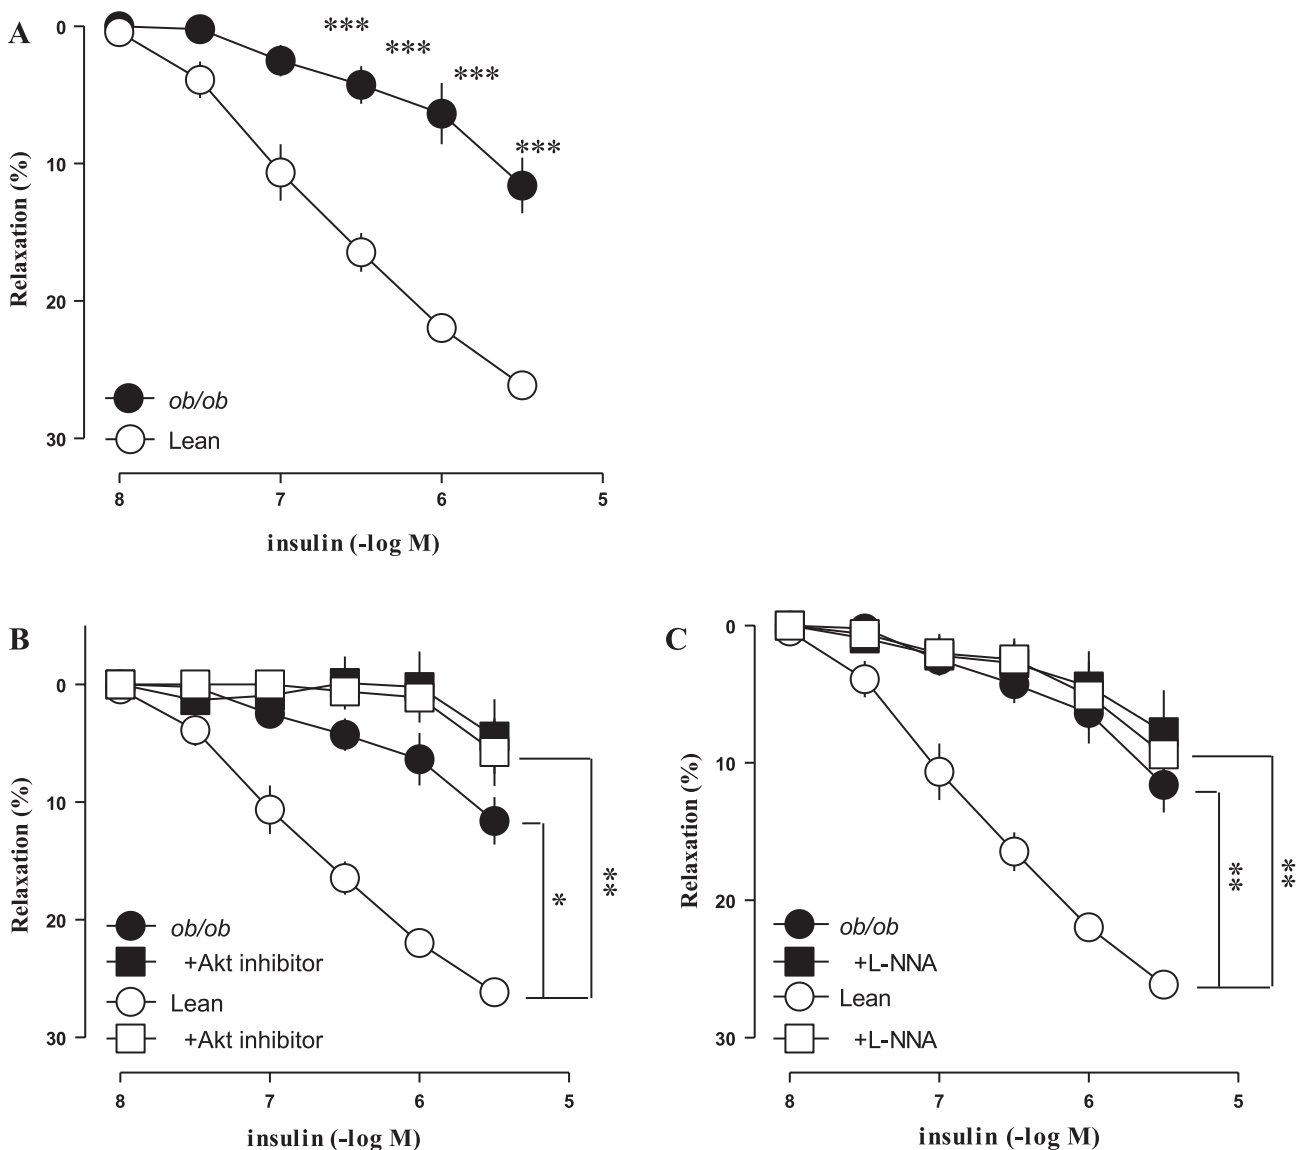 A
0
10
20
30
Relaxation (%)
***
***
***
***
ob/ob
Lean
8 7 6 5
insulin (-log M)
B
0
10
20
30
Relaxation (%)
*
**
ob/ob
+Akt inhibitor
Lean
+Akt inhibitor
8 7 6 5
insulin (-log M)
C
0
10
20
30
Relaxation (%)
**
**
ob/ob
+L-NNA
Lean
+L-NNA
8 7 6 5
insulin (-log M)